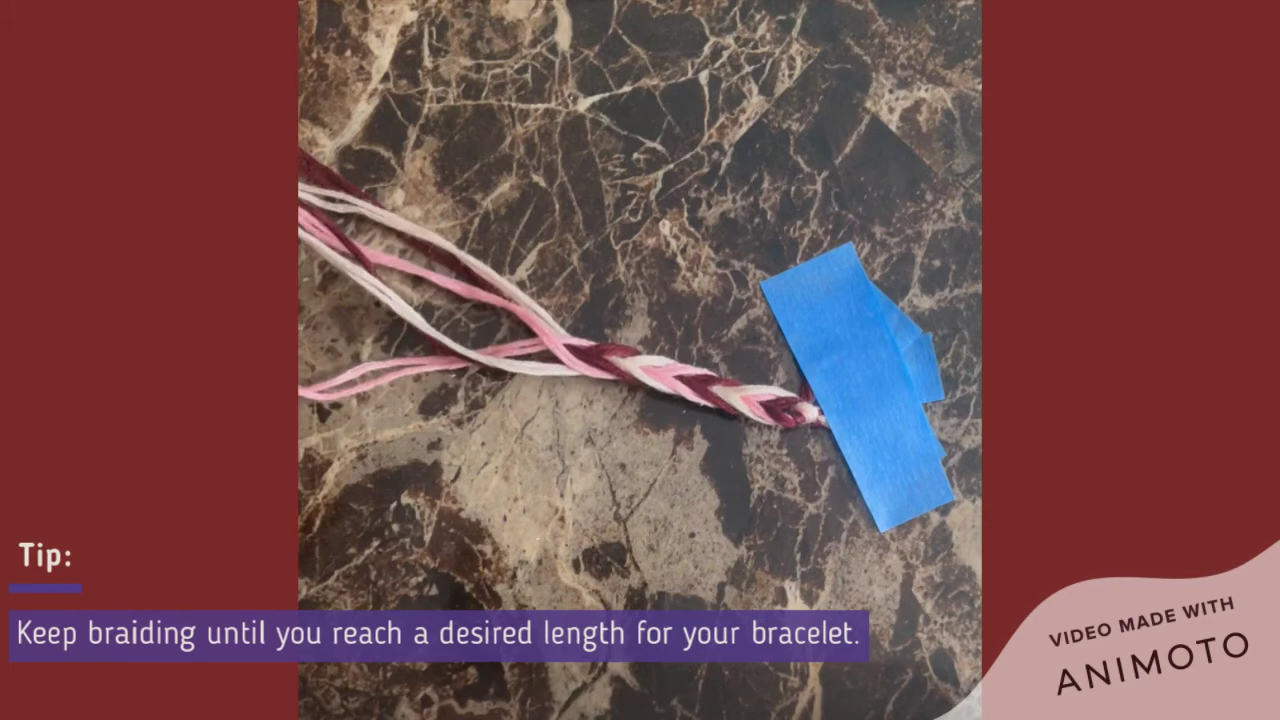 Tip:
Keep braiding until you reach a desired length for your bracelet.
VIDEO MADE WITH
ANIMOTO